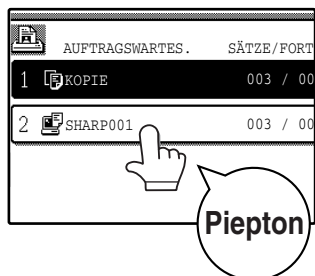 AUFTRAGSWARTES. SÄTZE/FORT
1 KOPIE 003 / 00
2 SHARP001 003 / 00
Piepton